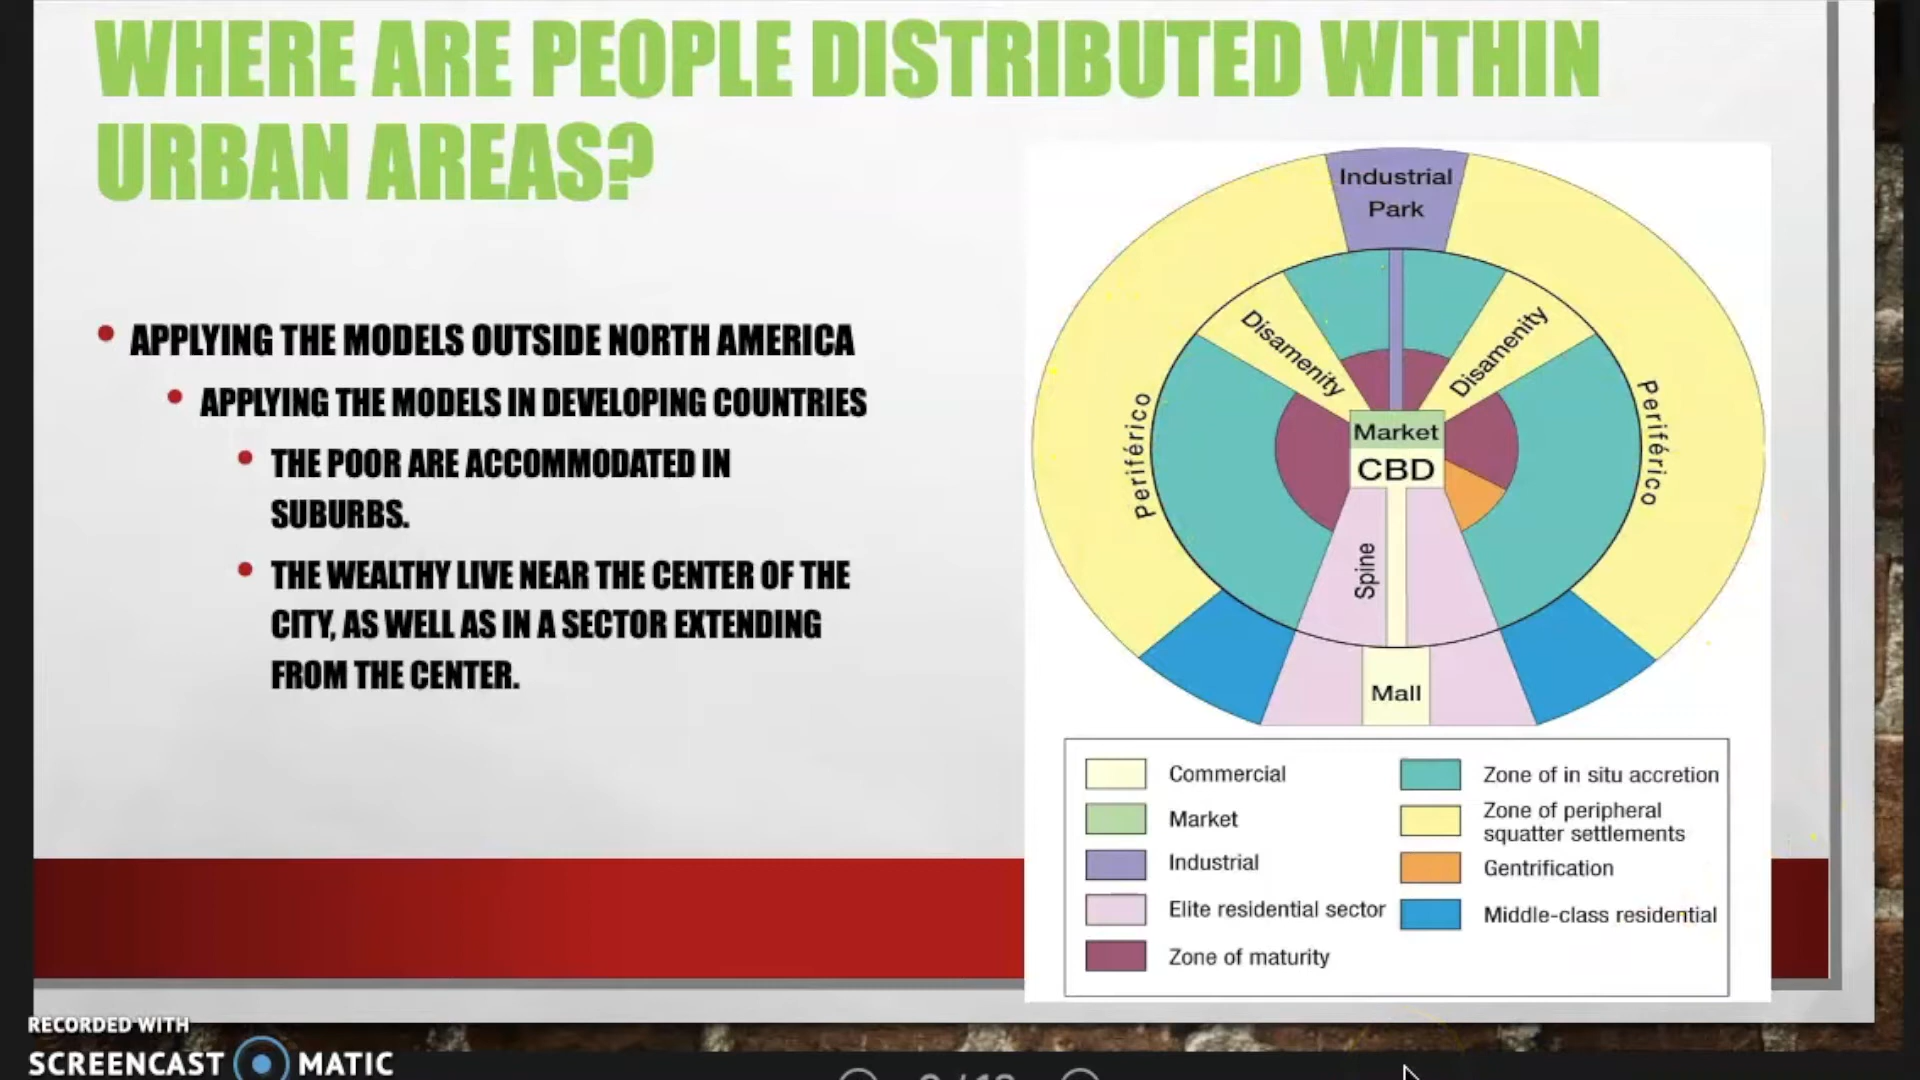 WHERE ARE PEOPLE DISTRIBUTED WITHIN
URBAN AREAS?
APPLYING THE MODELS OUTSIDE NORTH AMERICA
APPLYING THE MODELS IN DEVELOPING COUNTRIES
THE POOR ARE ACCOMMODATED IN
SUBURBS.
THE WEALTHY LIVE NEAR THE CENTER OF THE
CITY, AS WELL AS IN A SECTOR EXTENDING
FROM THE CENTER.
Industrial
Park
Disamenity
Disamenity
Periférico
Periférico
Market
CBD
Spine
Mall
Commercial
Market
Industrial
Elite residential sector
Zone of maturity
Zone of in situ accretion
Zone of peripheral
squatter settlements
Gentrification
Middle-class residential
RECORDED WITH
SCREENCAST MATIC